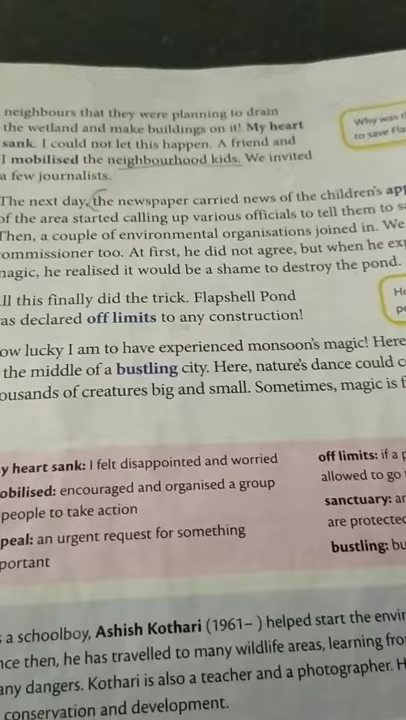 neighbours that they were planning to drain
the wetland and make buildings on it! My heart
sank. I could not let this happen. A friend and
I mobilised the neighbourhood kids. We invited
a few journalists.
Why was t
to save Fla
The next day, the newspaper carried news of the children's app
of the area started calling up various officials to tell them to s
Then, a couple of environmental organisations joined in. We
ommissioner too. At first, he did not agree, but when he exp
magic, he realised it would be a shame to destroy the pond.
ll this finally did the trick. Flapshell Pond
as declared off limits to any construction!
Ho
pe
ow lucky I am to have experienced monsoon's magic! Here
the middle of a bustling city. Here, nature's dance could c
ousands of creatures big and small. Sometimes, magic is f
y heart sank: I felt disappointed and worried
obilised: encouraged and organised a group
people to take action
peal: an urgent request for something
portant
off limits: if a p
allowed to go
sanctuary: ar
are protected
bustling: bu
s a schoolboy, Ashish Kothari (1961– ) helped start the envir
nce then, he has travelled to many wildlife areas, learning fro
any dangers. Kothari is also a teacher and a photographer. H
conservation and development.